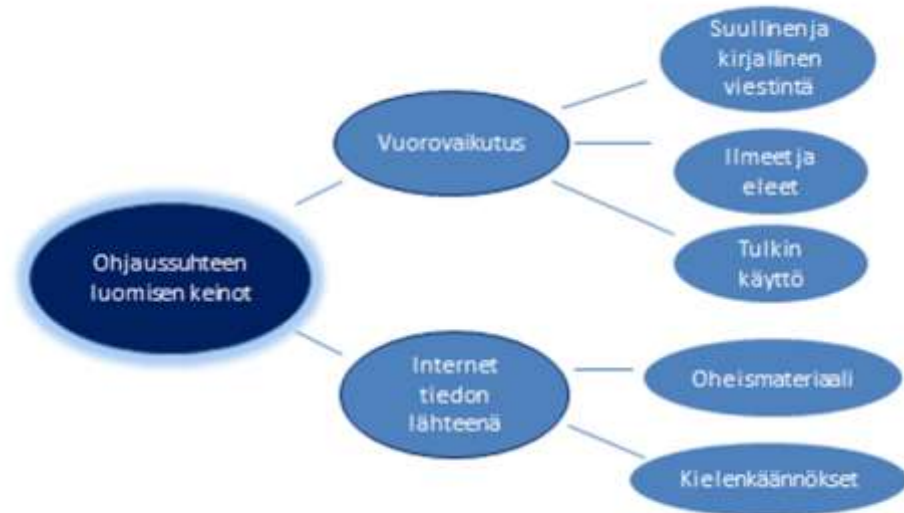 Ohjaussuhteen
luomisen keinot
Vuorovaikutus
Suullinen ja
kirjallinen
viestintä
Ilmeet ja
eleet
Tulkin
käyttö
Internet
tiedon
lähteenä
Oheismateriaali
Kielenkäännökset